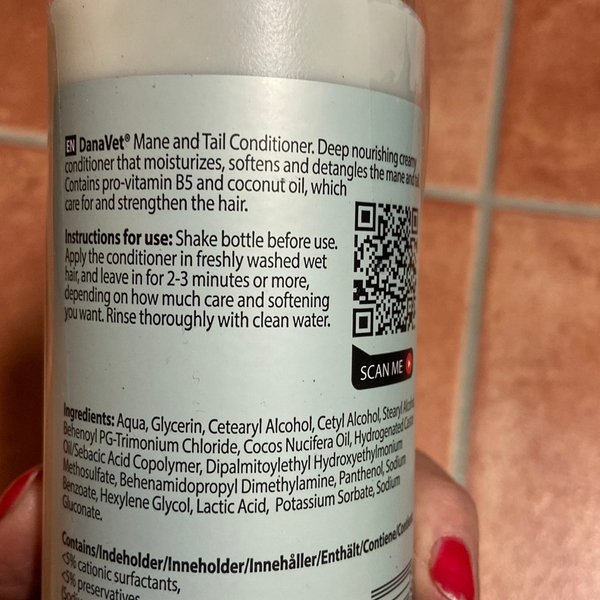 EN DanaVet® Mane and Tail Conditioner. Deep nourishing creamy
conditioner that moisturizes, softens and detangles the mane and tail.
Contains pro-vitamin B5 and coconut oil, which
care for and strengthen the hair.
Instructions for use: Shake bottle before use.
Apply the conditioner in freshly washed wet
hair, and leave in for 2-3 minutes or more,
depending on how much care and softening
you want. Rinse thoroughly with clean water.
SCAN ME
Ingredients: Aqua, Glycerin, Cetearyl Alcohol, Cetyl Alcohol, Stearyl Alcohol,
Behenoyl PG-Trimonium Chloride, Cocos Nucifera Oil, Hydrogenated Castor
Oil/Sebacic Acid Copolymer, Dipalmitoylethyl Hydroxyethylmonium
Methosulfate, Behenamidopropyl Dimethylamine, Panthenol, Sodium
Benzoate, Hexylene Glycol, Lactic Acid, Potassium Sorbate, Sodium
Gluconate.
Contains/Indeholder/Inneholder/Innehåller/Enthält/Contiene/
<5% cationic surfactants,
<5% preservatives